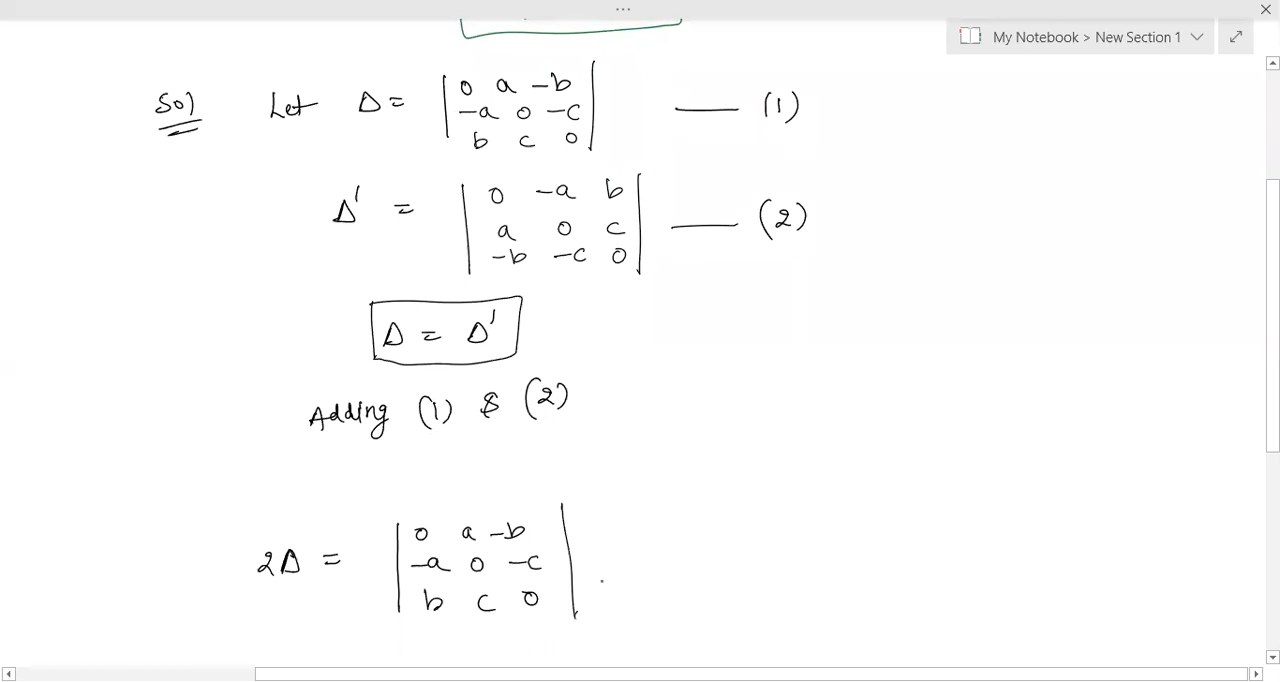 My Notebook > New Section 1
Sol Let Δ = | 0 a -b | (1)
| -a 0 -c |
| b c 0 |
Δ' = | 0 -a b | (2)
| a 0 c |
| -b -c 0 |
Δ = Δ'
Adding (1) & (2)
2Δ = | 0 a -b |
| -a 0 -c |
| b c 0 |